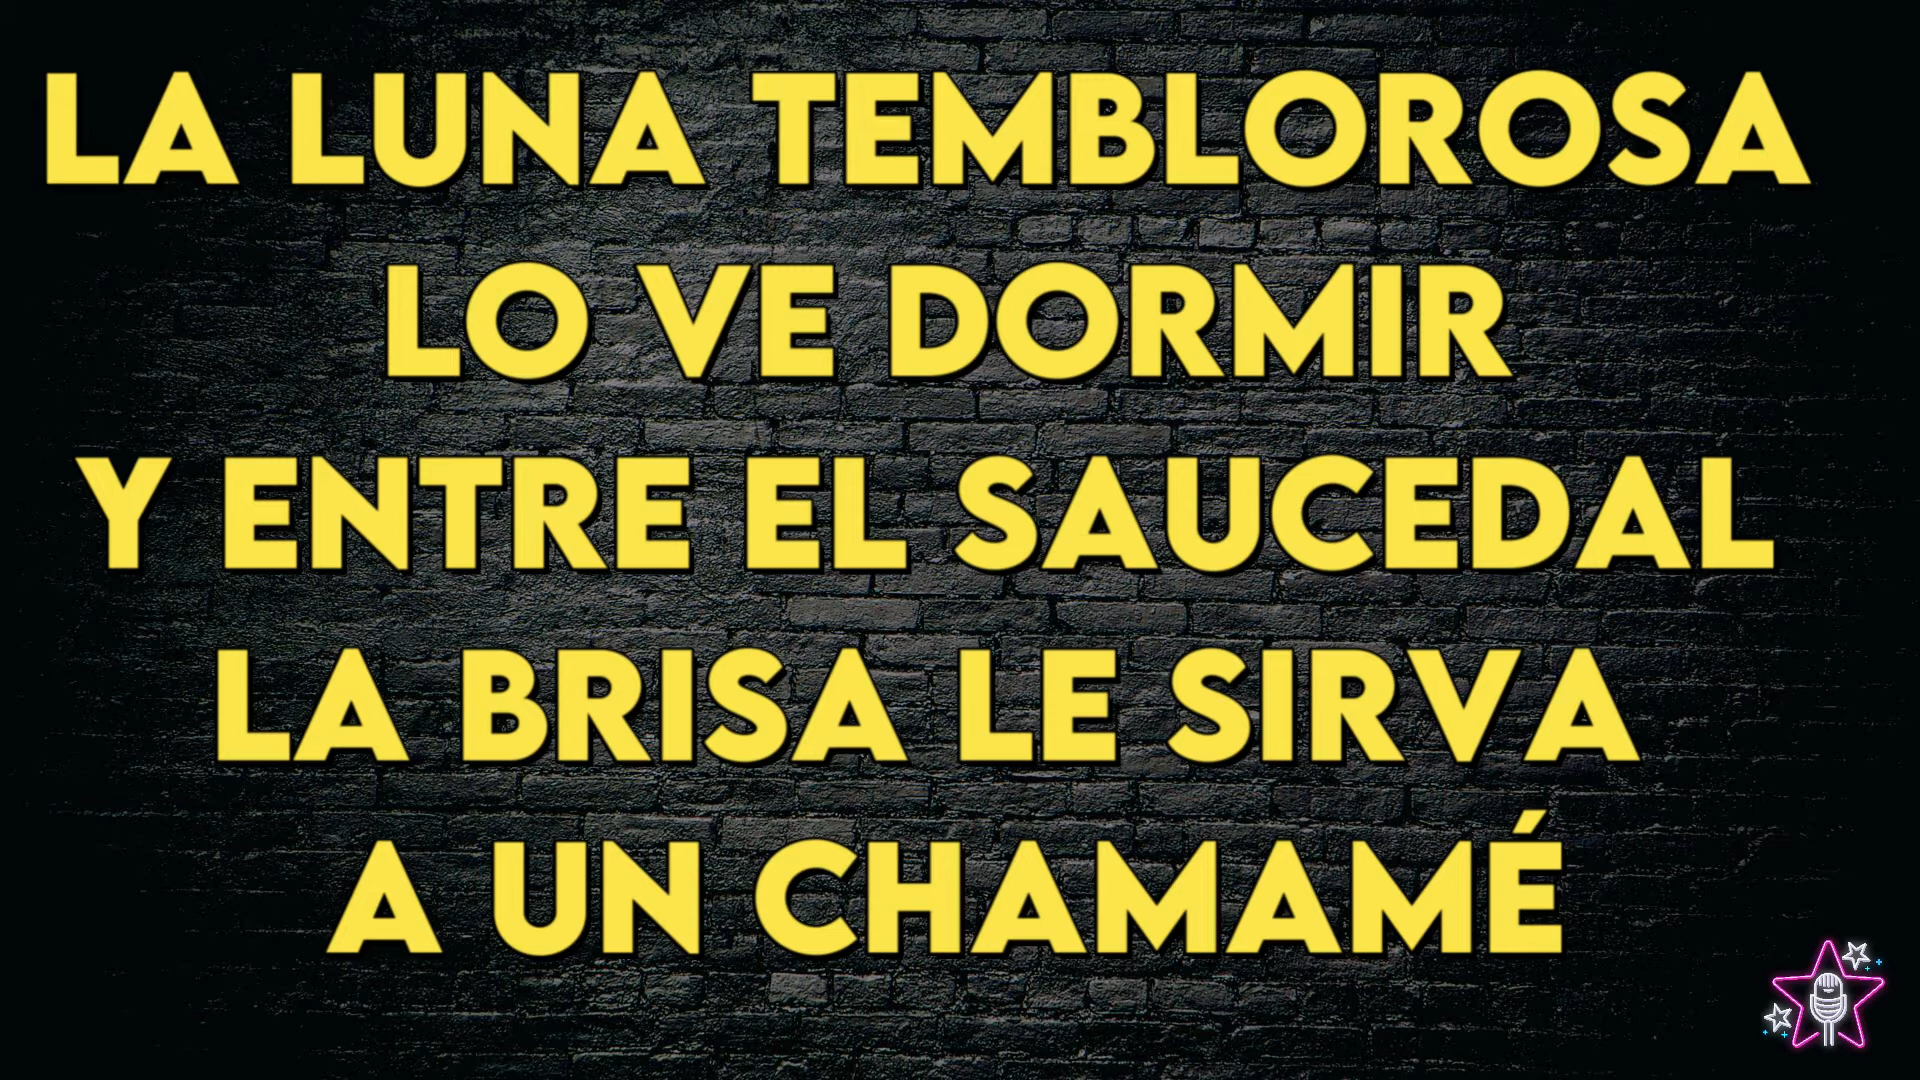 LA LUNA TEMBLOROSA
LO VE DORMIR
Y ENTRE EL SAUCEDAL
LA BRISA LE SIRVA
A UN CHAMAMÉ